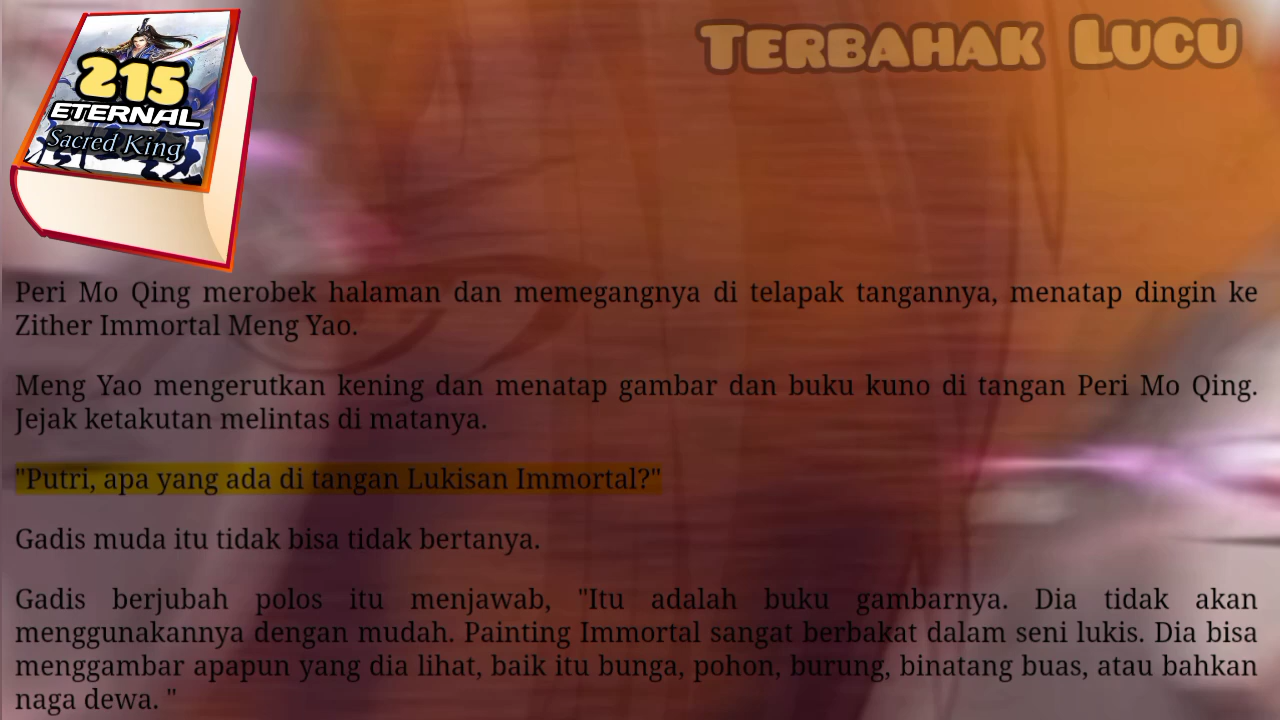 215
ETERNAL
Sacred King
Terbahak Lucu
Peri Mo Qing merobek halaman dan memegangnya di telapak tangannya, menatap dingin ke
Zither Immortal Meng Yao.
Meng Yao mengerutkan kening dan menatap gambar dan buku kuno di tangan Peri Mo Qing.
Jejak ketakutan melintas di matanya.
"Putri, apa yang ada di tangan Lukisan Immortal?"
Gadis muda itu tidak bisa tidak bertanya.
Gadis berjubah polos itu menjawab, "Itu adalah buku gambarnya. Dia tidak akan
menggunakannya dengan mudah. Painting Immortal sangat berbakat dalam seni lukis. Dia bisa
menggambar apapun yang dia lihat, baik itu bunga, pohon, burung, binatang buas, atau bahkan
naga dewa. "